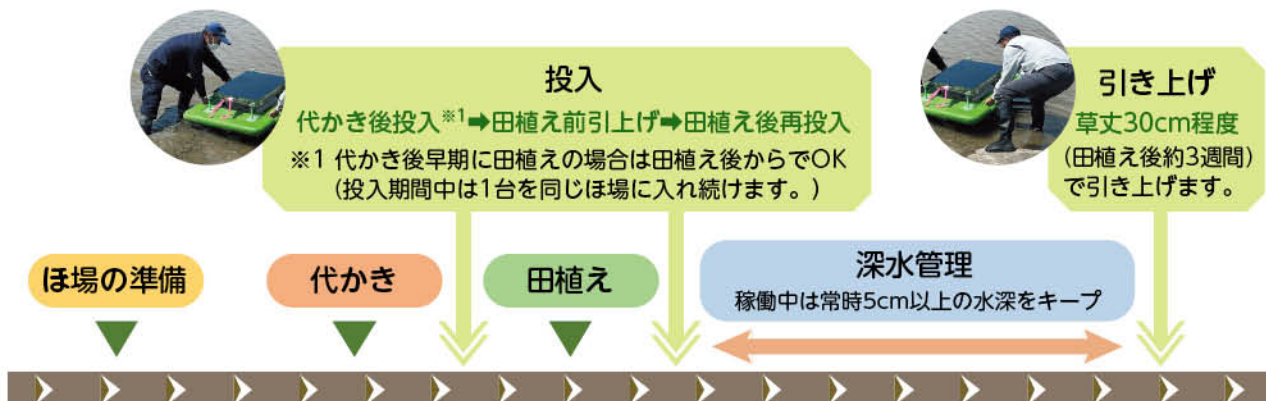 投入
代かき後投入※1➡田植え前引上げ➡田植え後再投入
※1 代かき後早期に田植えの場合は田植え後からでOK
(投入期間中は1台を同じほ場に入れ続けます。)
引き上げ
草丈30cm程度
(田植え後約3週間)
で引き上げます。
ほ場の準備
代かき
田植え
深水管理
稼働中は常時5cm以上の水深をキープ